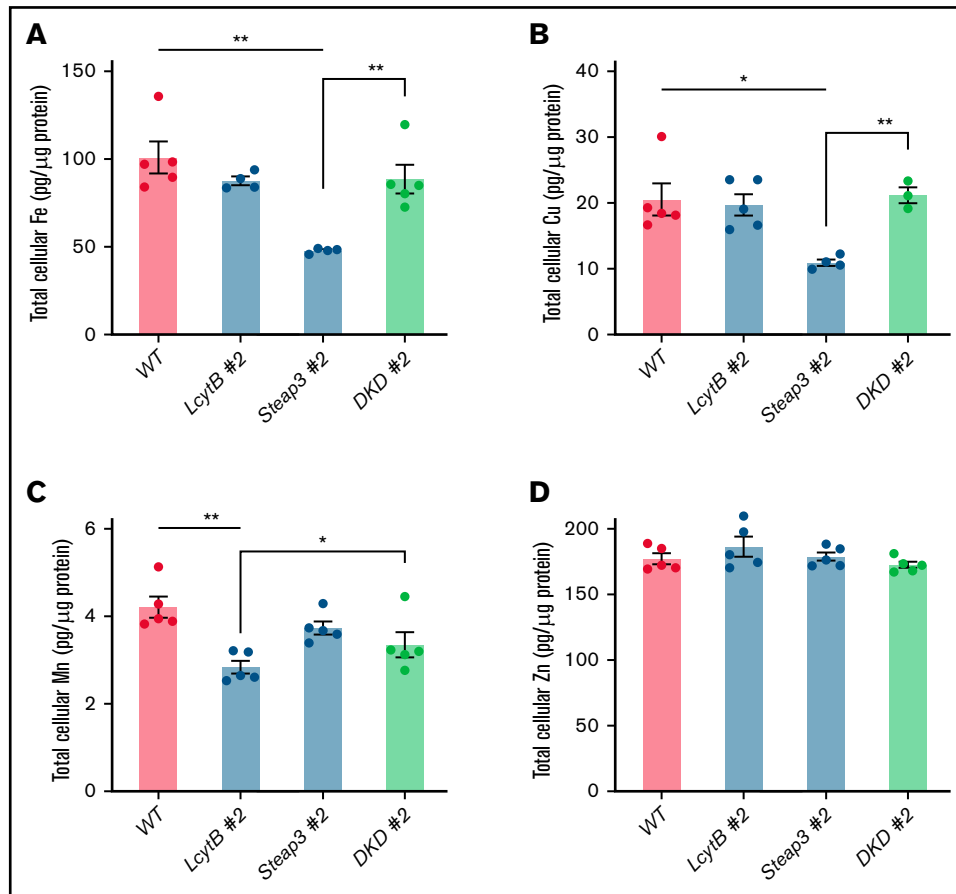 A
Total cellular Fe (pg/μg protein)
150
100
50
0
**
**
WT
LcytB #2
Steap3 #2
DKD #2
B
Total cellular Cu (pg/μg protein)
40
30
20
10
0
*
**
WT
LcytB #2
Steap3 #2
DKD #2
C
Total cellular Mn (pg/μg protein)
6
4
2
0
**
*
WT
LcytB #2
Steap3 #2
DKD #2
D
Total cellular Zn (pg/μg protein)
200
150
100
50
0
WT
LcytB #2
Steap3 #2
DKD #2